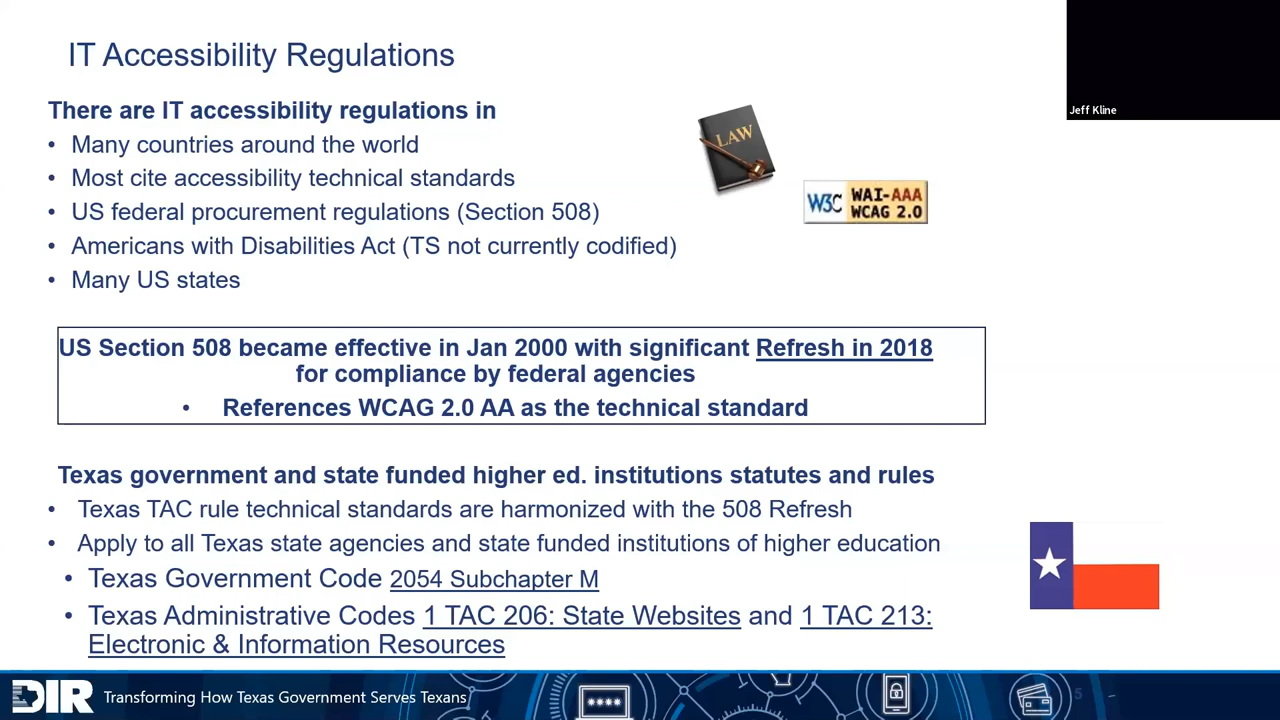 IT Accessibility Regulations
Jeff Kline
There are IT accessibility regulations in
• Many countries around the world
• Most cite accessibility technical standards
• US federal procurement regulations (Section 508)
• Americans with Disabilities Act (TS not currently codified)
• Many US states
LAW
W3C WAI-AAA
WCAG 2.0
US Section 508 became effective in Jan 2000 with significant Refresh in 2018
for compliance by federal agencies
• References WCAG 2.0 AA as the technical standard
Texas government and state funded higher ed. institutions statutes and rules
• Texas TAC rule technical standards are harmonized with the 508 Refresh
• Apply to all Texas state agencies and state funded institutions of higher education
• Texas Government Code 2054 Subchapter M
• Texas Administrative Codes 1 TAC 206: State Websites and 1 TAC 213:
Electronic & Information Resources
DIR Transforming How Texas Government Serves Texans
5